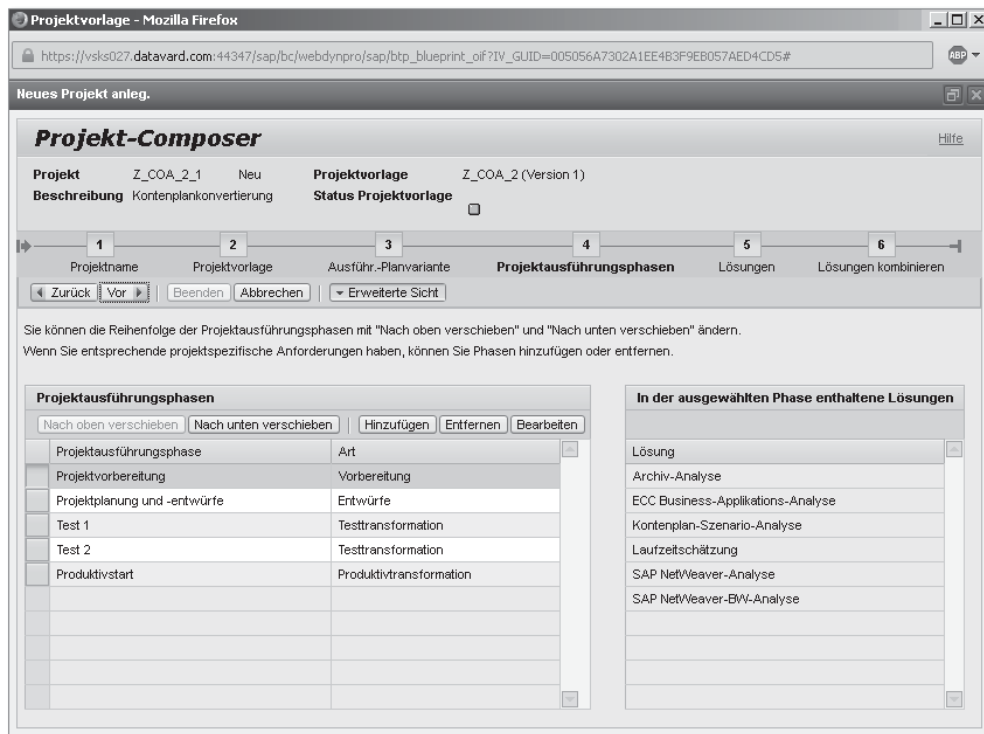 Projektvorlage - Mozilla Firefox
https://vsks027.datavard.com:44347/sap/bc/webdynpro/sap/btp_blueprint_oif?IV_GUID=005056A7302A1EE4B3F9EB057AED4CD5#
ABP
Neues Projekt anleg.
Projekt-Composer
Hilfe
Projekt Z_COA_2_1 Neu Projektvorlage Z_COA_2 (Version 1)
Beschreibung Kontenplankonvertierung Status Projektvorlage
1 2 3 4 5 6
Projektname Projektvorlage Ausführ.-Planvariante Projektausführungsphasen Lösungen Lösungen kombinieren
Zurück Vor Beenden Abbrechen Erweiterte Sicht
Sie können die Reihenfolge der Projektausführungsphasen mit "Nach oben verschieben" und "Nach unten verschieben" ändern.
Wenn Sie entsprechende projektspezifische Anforderungen haben, können Sie Phasen hinzufügen oder entfernen.
Projektausführungsphasen
Nach oben verschieben Nach unten verschieben Hinzufügen Entfernen Bearbeiten
Projektausführungsphase Art
Projektvorbereitung Vorbereitung
Projektplanung und -entwürfe Entwürfe
Test 1 Testtransformation
Test 2 Testtransformation
Produktivstart Produktivtransformation
In der ausgewählten Phase enthaltene Lösungen
Lösung
Archiv-Analyse
ECC Business-Applikations-Analyse
Kontenplan-Szenario-Analyse
Laufzeitschätzung
SAP NetWeaver-Analyse
SAP NetWeaver-BW-Analyse